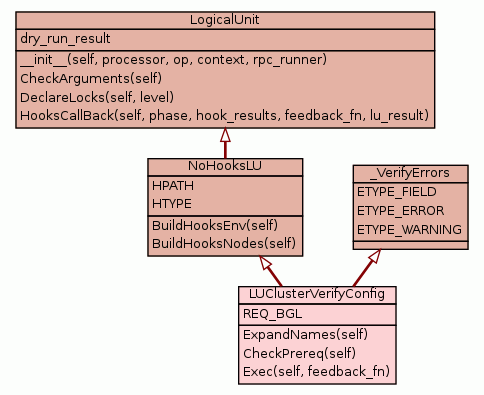 LogicalUnit
dry_run_result
__init__(self, processor, op, context, rpc_runner)
CheckArguments(self)
DeclareLocks(self, level)
HooksCallBack(self, phase, hook_results, feedback_fn, lu_result)
NoHooksLU
HPATH
HTYPE
BuildHooksEnv(self)
BuildHooksNodes(self)
_VerifyErrors
ETYPE_FIELD
ETYPE_ERROR
ETYPE_WARNING
LUClusterVerifyConfig
REQ_BGL
ExpandNames(self)
CheckPrereq(self)
Exec(self, feedback_fn)